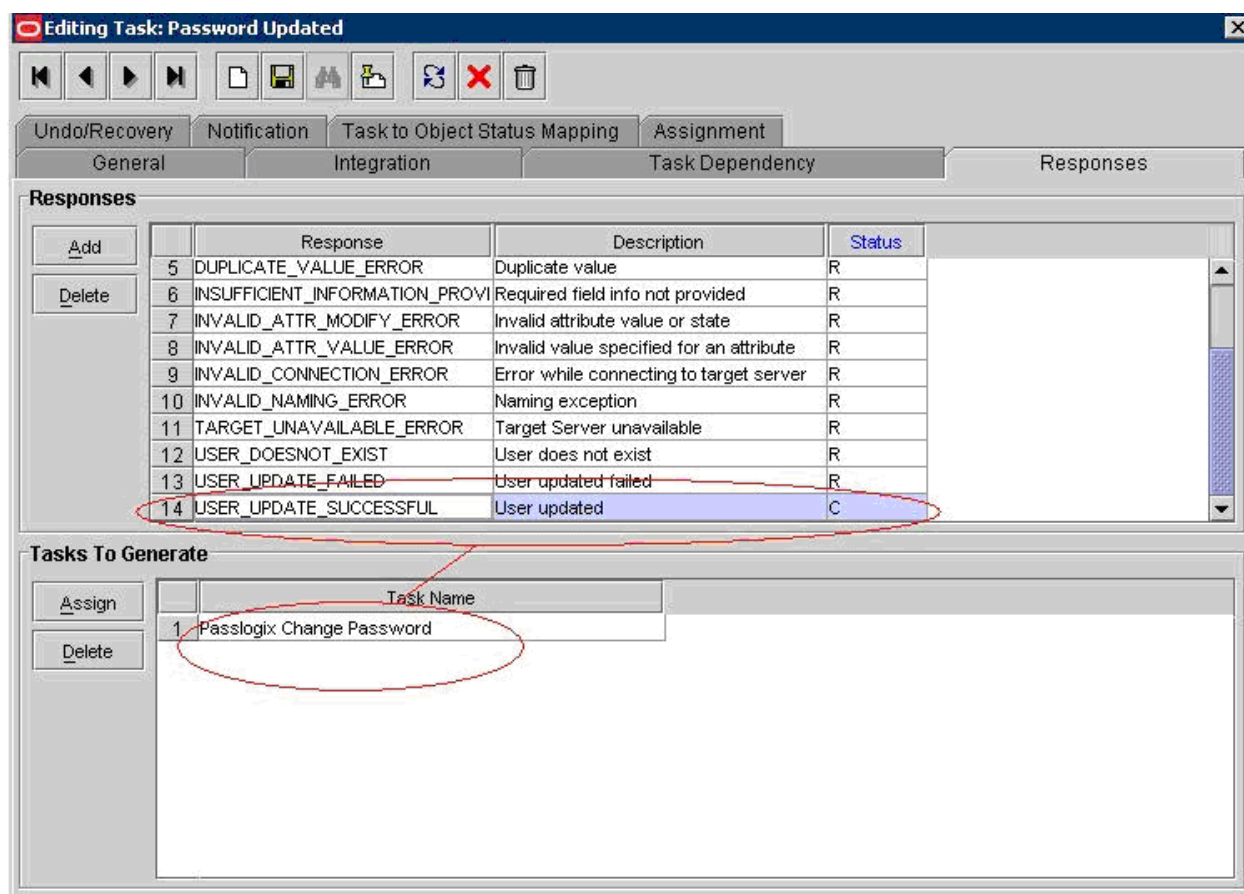 Editing Task: Password Updated
Undo/Recovery Notification Task to Object Status Mapping Assignment
General Integration Task Dependency Responses
Responses
Add
Delete
Response Description Status
5 DUPLICATE_VALUE_ERROR Duplicate value R
6 INSUFFICIENT_INFORMATION_PROVI Required field info not provided R
7 INVALID_ATTR_MODIFY_ERROR Invalid attribute value or state R
8 INVALID_ATTR_VALUE_ERROR Invalid value specified for an attribute R
9 INVALID_CONNECTION_ERROR Error while connecting to target server R
10 INVALID_NAMING_ERROR Naming exception R
11 TARGET_UNAVAILABLE_ERROR Target Server unavailable R
12 USER_DOESNOT_EXIST User does not exist R
13 USER_UPDATE_FAILED User updated failed R
14 USER_UPDATE_SUCCESSFUL User updated C
Tasks To Generate
Assign
Delete
Task Name
1 Passlogix Change Password